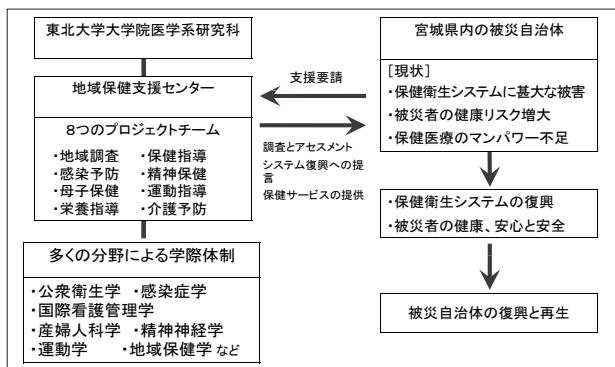 東北大学大学院医学系研究科
地域保健支援センター
8つのプロジェクトチーム
・地域調査 ・保健指導
・感染予防 ・精神保健
・母子保健 ・運動指導
・栄養指導 ・介護予防
多くの分野による学際体制
・公衆衛生学 ・感染症学
・国際看護管理学
・産婦人科学 ・精神神経学
・運動学 ・地域保健学 など
支援要請
調査とアセスメント
システム復興への提
言
保健サービスの提供
宮城県内の被災自治体
[現状]
・保健衛生システムに甚大な被害
・被災者の健康リスク増大
・保健医療のマンパワー不足
・保健衛生システムの復興
・被災者の健康、安心と安全
被災自治体の復興と再生